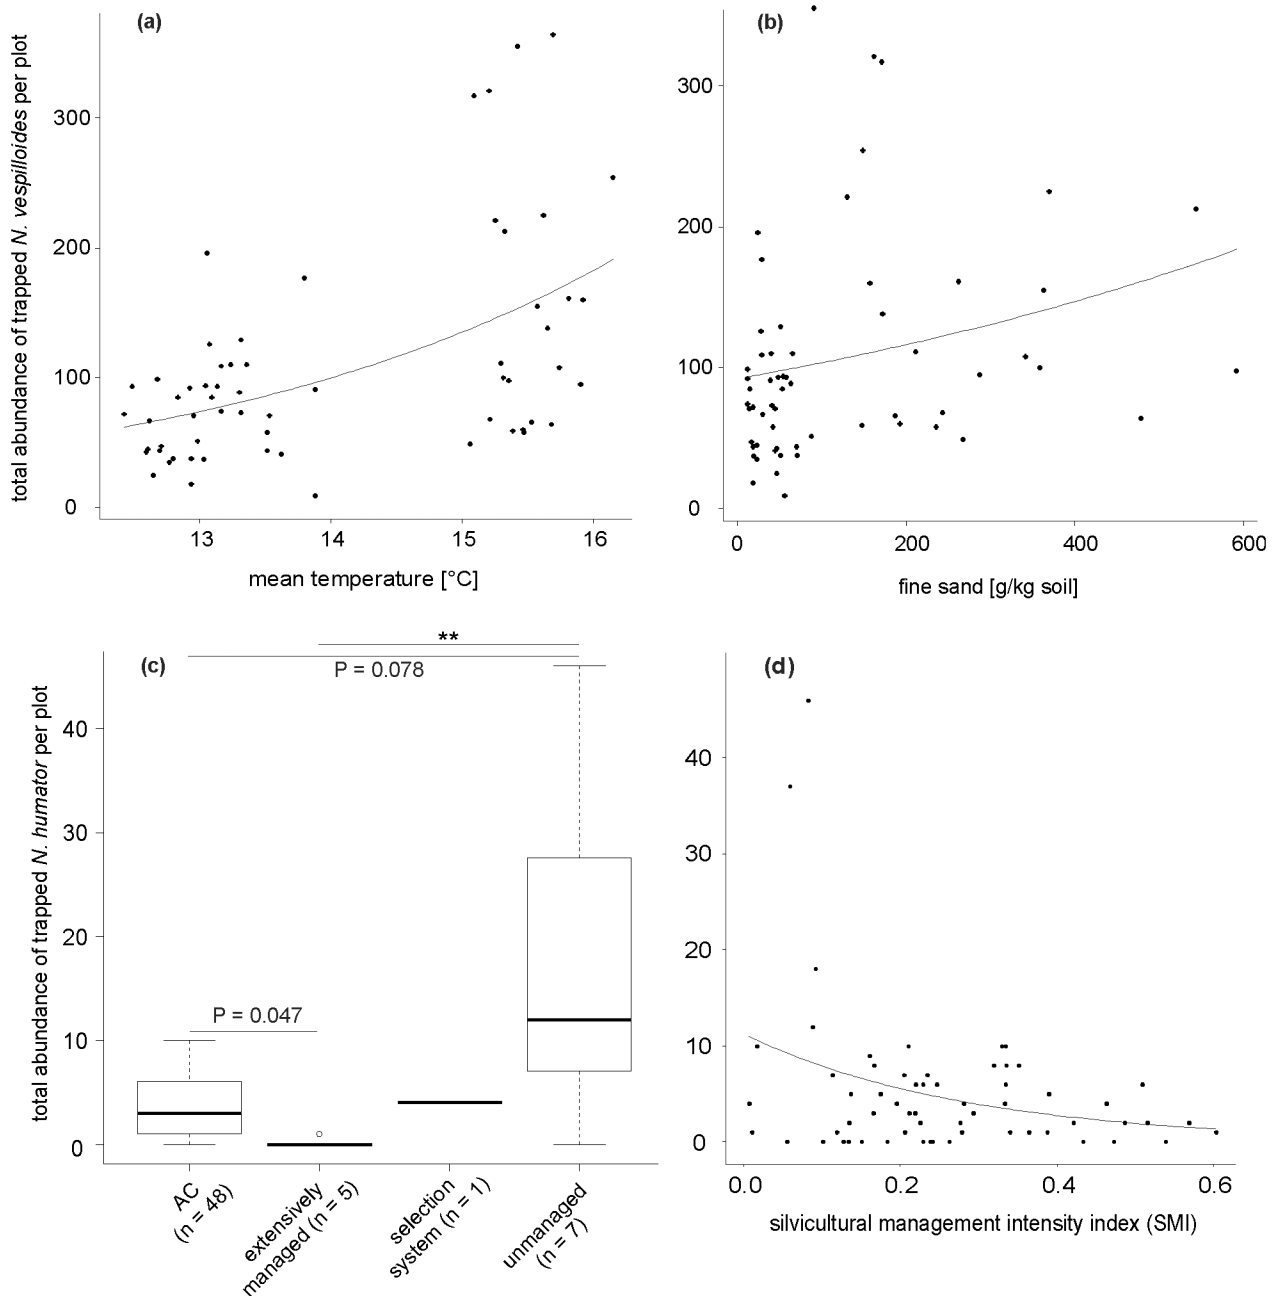 (a)
total abundance of trapped N. vespilloides per plot
300
200
100
0
13 14 15 16
mean temperature [°C]
(b)
300
200
100
0
0 200 400 600
fine sand [g/kg soil]
(c)
**
P = 0.078
P = 0.047
total abundance of trapped N. humator per plot
40
30
20
10
0
AC
(n = 48)
extensively
managed (n = 5)
selection
system (n = 1)
unmanaged
(n = 7)
(d)
40
30
20
10
0
0.0 0.2 0.4 0.6
silvicultural management intensity index (SMI)